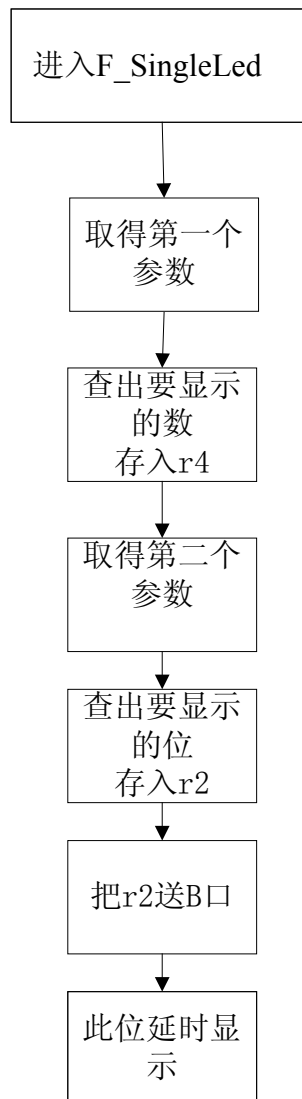 进入F_SingleLed
取得第一个
参数
查出要显示
的数
存入r4
取得第二个
参数
查出要显示
的位
存入r2
把r2送B口
此位延时显
示